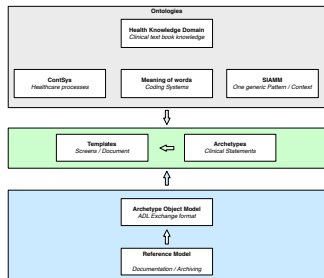 Ontologies
Health Knowledge Domain
Clinical text book knowledge
ContSys
Healthcare processes
Meaning of words
Coding Systems
SIAMM
One generic Pattern / Context
Templates
Screens / Document
Archetypes
Clinical Statements
Archetype Object Model
ADL Exchange format
Reference Model
Documentation / Archiving